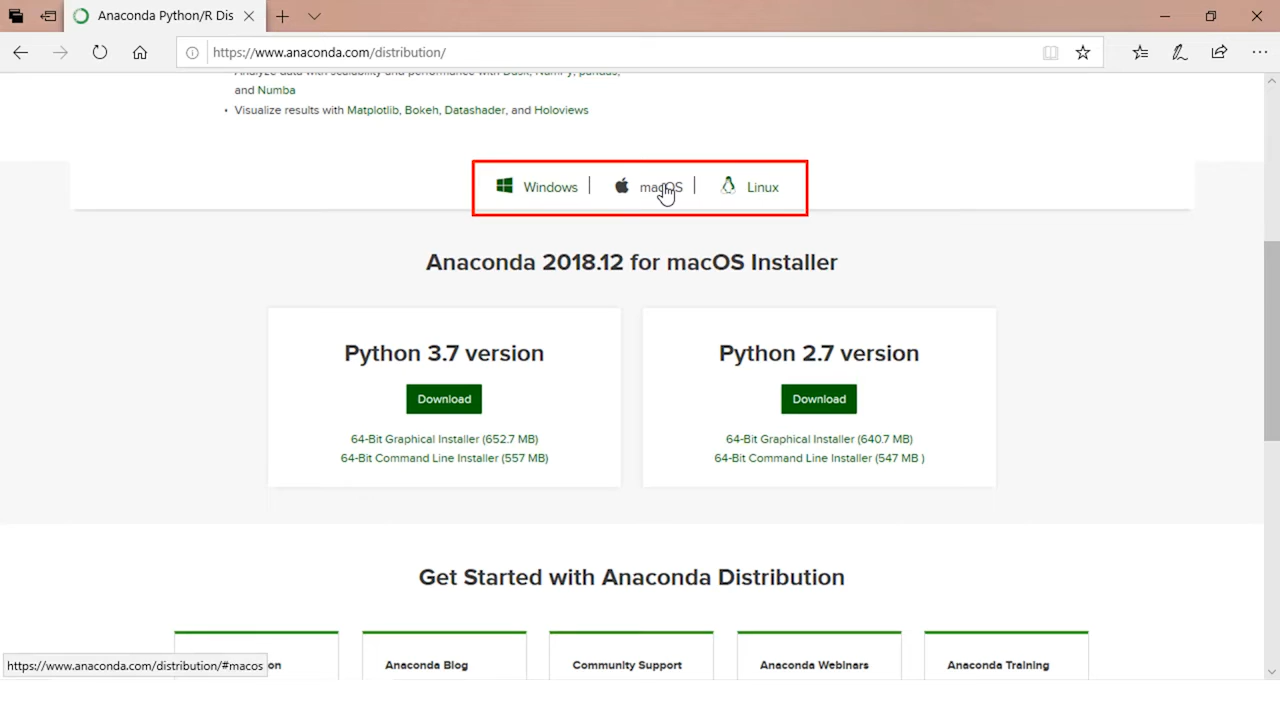 Anaconda Python/R Dis
https://www.anaconda.com/distribution/
Analyze data with scalability and performance with Dask, NumPy, pandas,
and Numba
• Visualize results with Matplotlib, Bokeh, Datashader, and Holoviews
Windows | macOS | Linux
Anaconda 2018.12 for macOS Installer
Python 3.7 version
Download
64-Bit Graphical Installer (652.7 MB)
64-Bit Command Line Installer (557 MB)
Python 2.7 version
Download
64-Bit Graphical Installer (640.7 MB)
64-Bit Command Line Installer (547 MB )
Get Started with Anaconda Distribution
on
Anaconda Blog
Community Support
Anaconda Webinars
Anaconda Training
https://www.anaconda.com/distribution/#macos